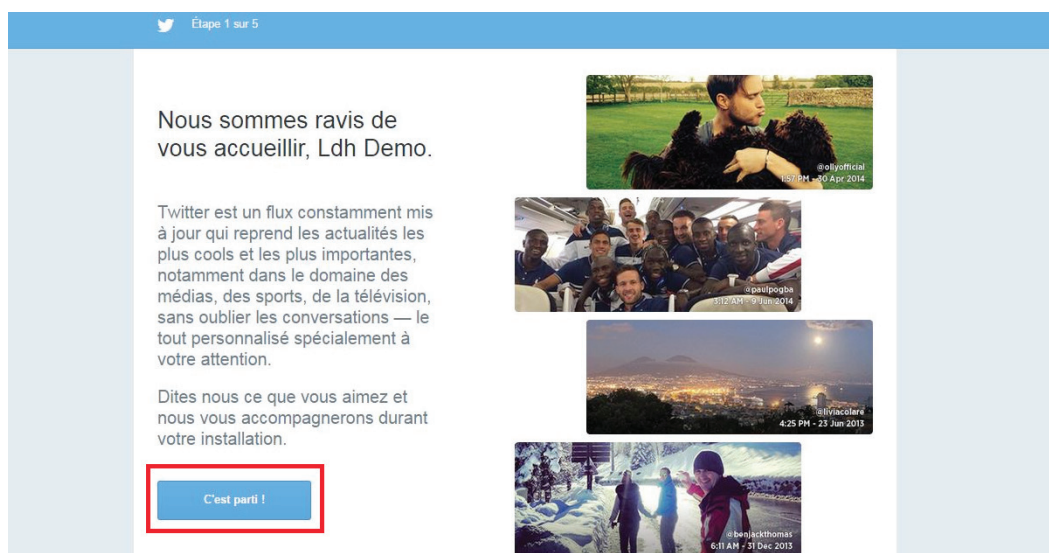 Étape 1 sur 5
Nous sommes ravis de
vous accueillir, Ldh Demo.
Twitter est un flux constamment mis
à jour qui reprend les actualités les
plus cools et les plus importantes,
notamment dans le domaine des
médias, des sports, de la télévision,
sans oublier les conversations — le
tout personnalisé spécialement à
votre attention.
Dites nous ce que vous aimez et
nous vous accompagnerons durant
votre installation.
C'est parti !
@ollyofficial
1:57 PM - 30 Apr 2014
@paulpogba
3:12 AM - 9 Jun 2014
@liviacolare
4:25 PM - 23 Jun 2013
@benjackthomas
6:11 AM - 31 Dec 2013